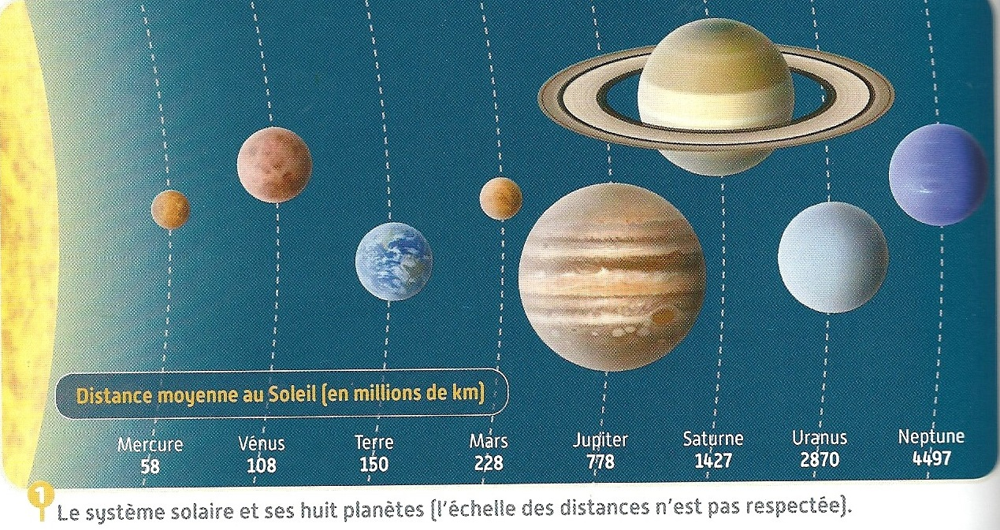 Distance moyenne au Soleil (en millions de km)
Mercure Vénus Terre Mars Jupiter Saturne Uranus Neptune
58 108 150 228 778 1427 2870 4497
1
Le système solaire et ses huit planètes (l'échelle des distances n'est pas respectée).